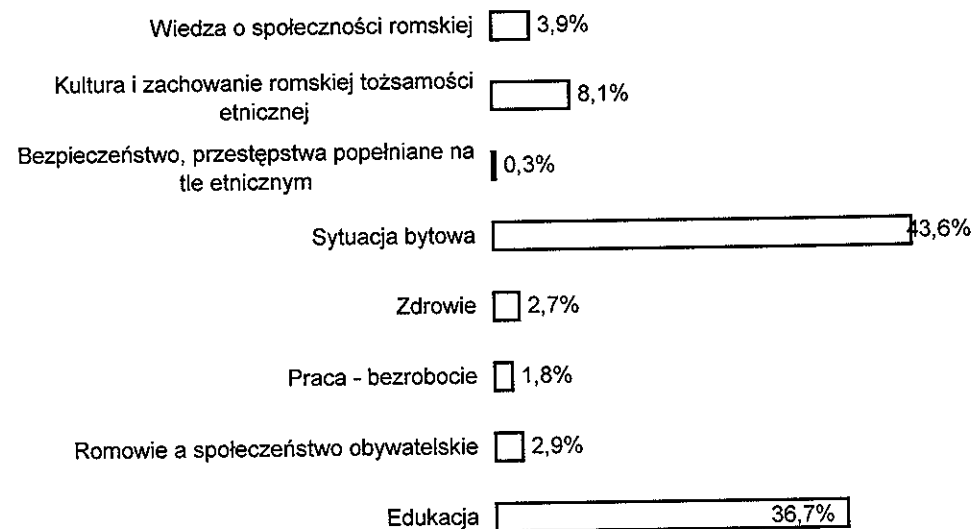 Wiedza o społeczności romskiej 3,9%
Kultura i zachowanie romskiej tożsamości
etnicznej 8,1%
Bezpieczeństwo, przestępstwa popełniane na
tle etnicznym 0,3%
Sytuacja bytowa 43,6%
Zdrowie 2,7%
Praca - bezrobocie 1,8%
Romowie a społeczeństwo obywatelskie 2,9%
Edukacja 36,7%